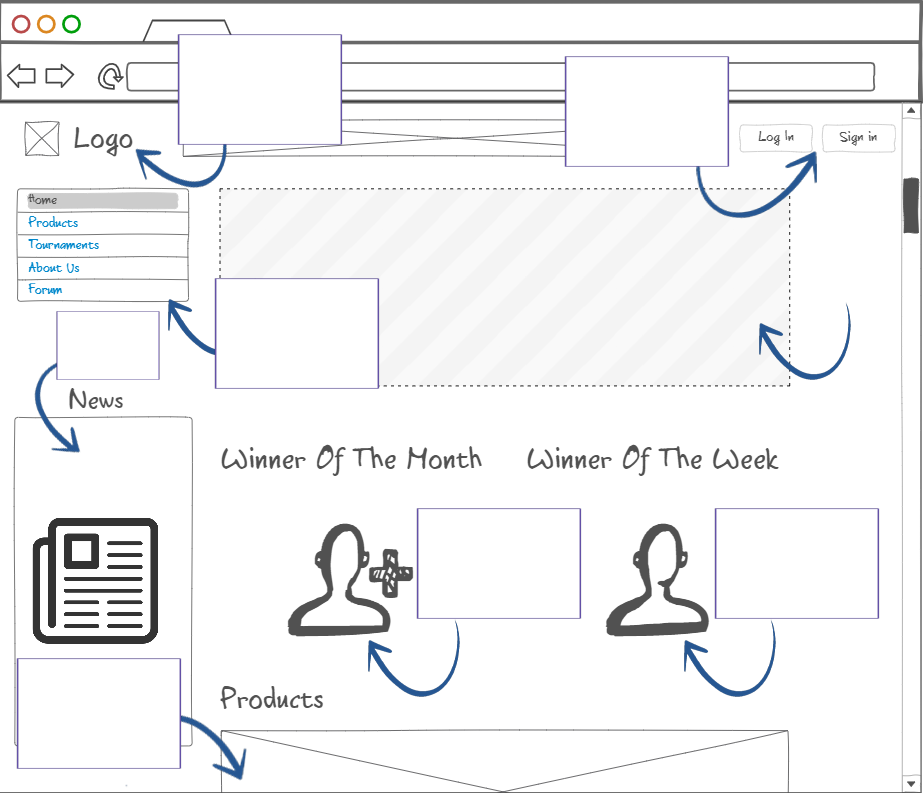 Logo
Log In
Sign in
Home
Products
Tournaments
About Us
Forum
News
Winner Of The Month
Winner Of The Week
Products